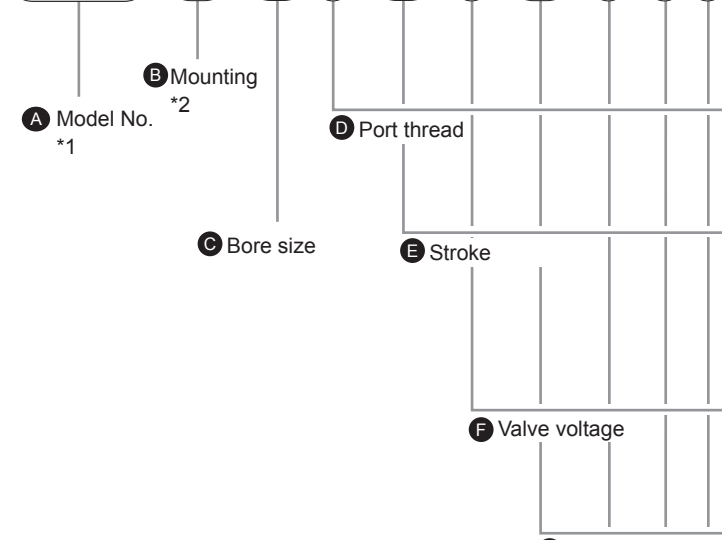 B Mounting
*2
A Model No.
*1
D Port thread
C Bore size
E Stroke
F Valve voltage